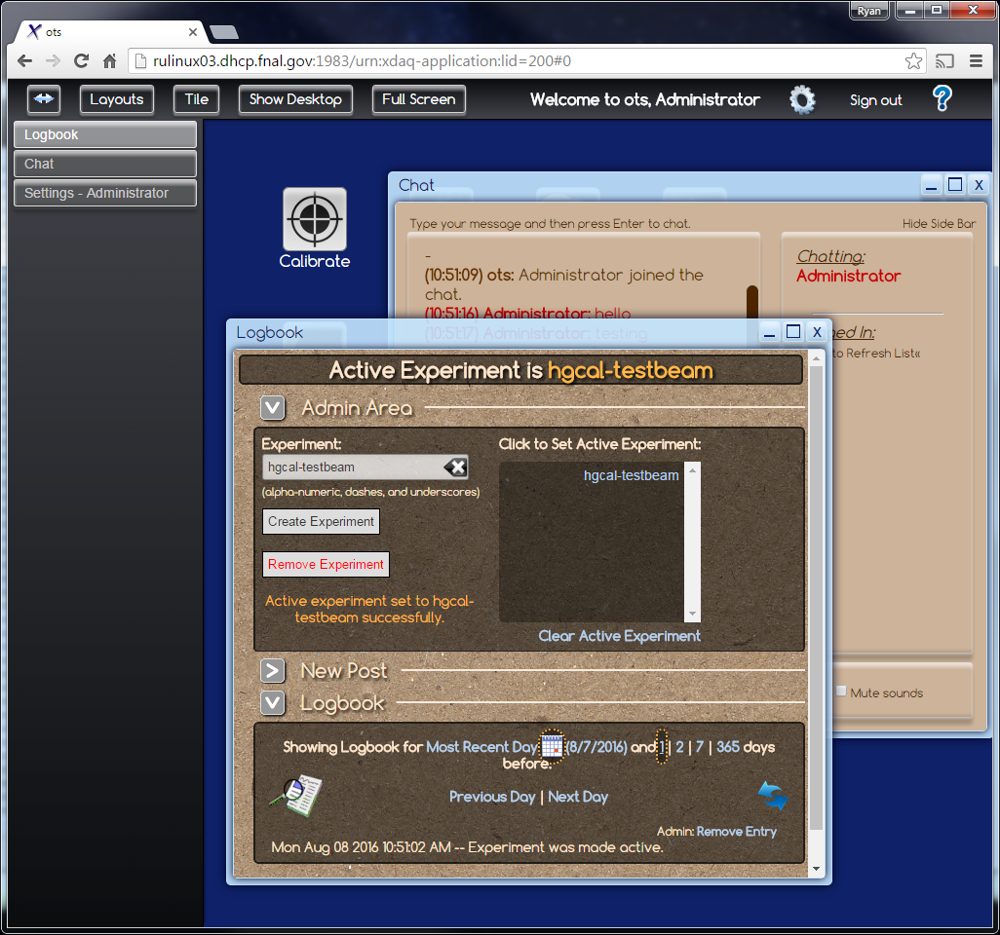 Ryan
ots
rulinux03.dhcp.fnal.gov:1983/urn:xdaq-application:lid=200#0
Layouts
Tile
Show Desktop
Full Screen
Welcome to ots, Administrator
Sign out
Logbook
Chat
Settings - Administrator
Calibrate
Chat
X
Type your message and then press Enter to chat.
Hide Side Bar
-
(10:51:09) ots: Administrator joined the
chat.
(10:51:16) Administrator: hello
(10:51:17) Administrator: testing
Chatting:
Administrator
ed In:
to Refresh List«
Mute sounds
Logbook
X
Active Experiment is hgcal-testbeam
Admin Area
Experiment:
hgcal-testbeam
(alpha-numeric, dashes, and underscores)
Create Experiment
Remove Experiment
Active experiment set to hgcal-
testbeam successfully.
Click to Set Active Experiment:
hgcal-testbeam
Clear Active Experiment
New Post
Logbook
Showing Logbook for Most Recent Day (8/7/2016) and 1 | 2 | 7 | 365 days
before.
Previous Day | Next Day
Admin: Remove Entry
Mon Aug 08 2016 10:51:02 AM -- Experiment was made active.